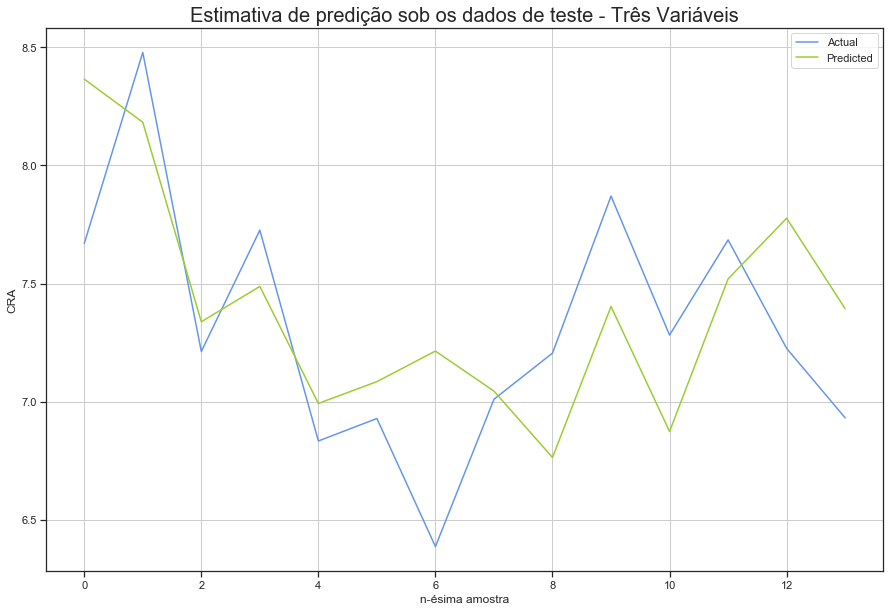 Estimativa de predição sob os dados de teste - Três Variáveis
Actual
Predicted
8.5
8.0
7.5
7.0
6.5
CRA
0 2 4 6 8 10 12
n-ésima amostra